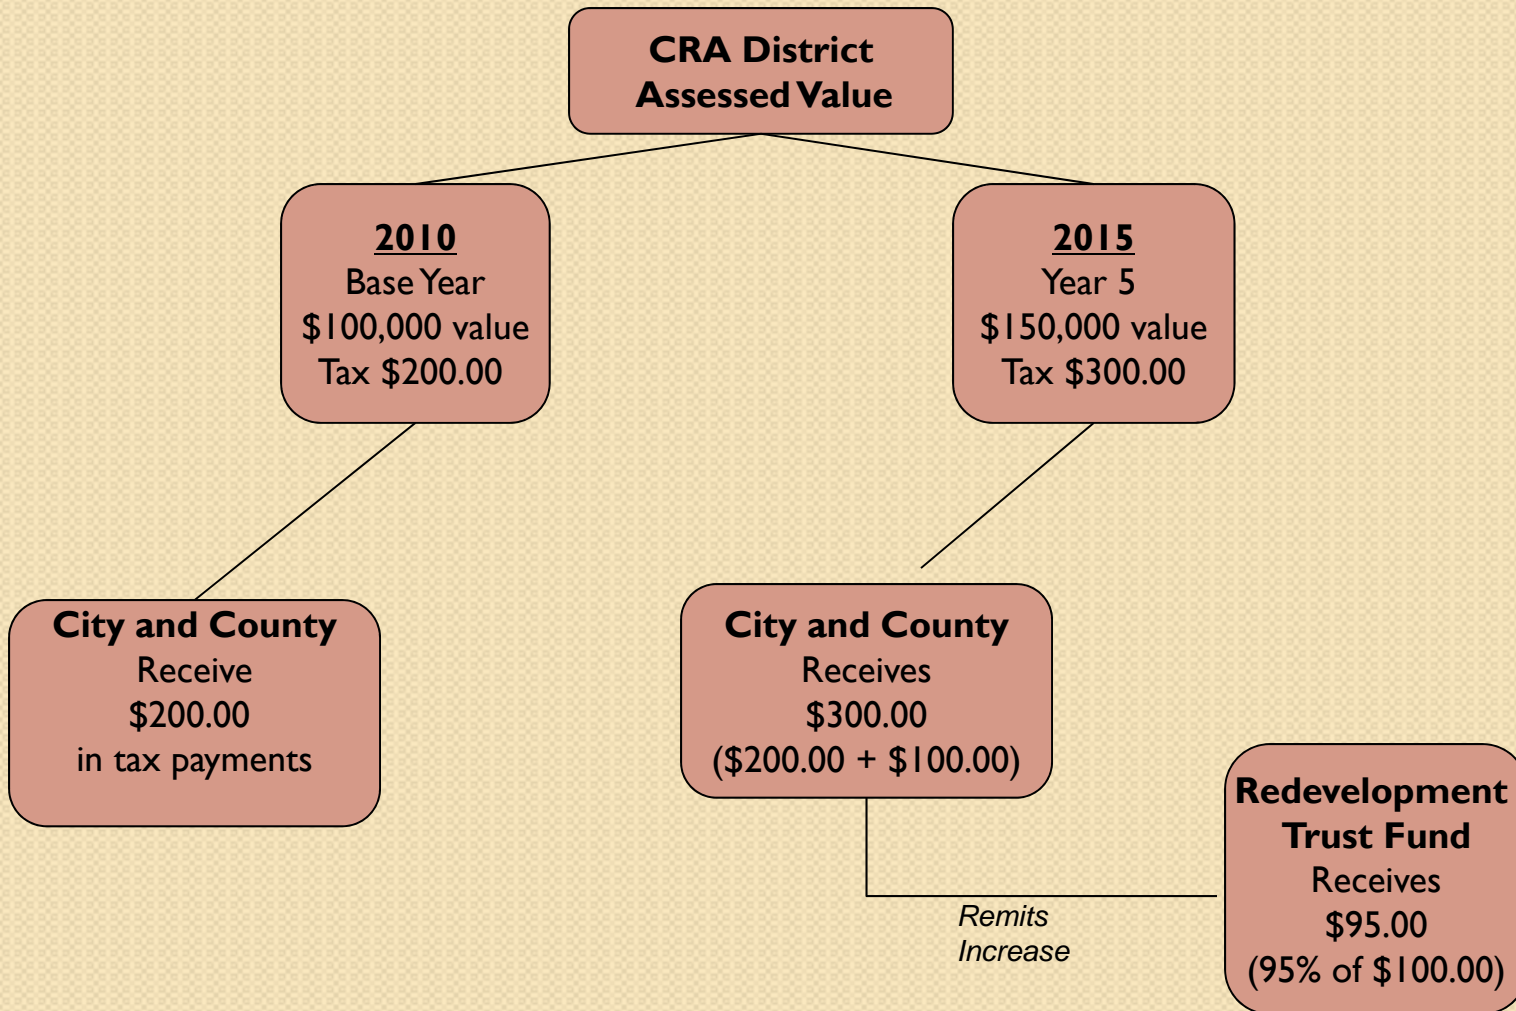 CRA District
Assessed Value
2010
Base Year
$100,000 value
Tax $200.00
2015
Year 5
$150,000 value
Tax $300.00
City and County
Receive
$200.00
in tax payments
City and County
Receives
$300.00
($200.00 + $100.00)
Remits
Increase
Redevelopment
Trust Fund
Receives
$95.00
(95% of $100.00)